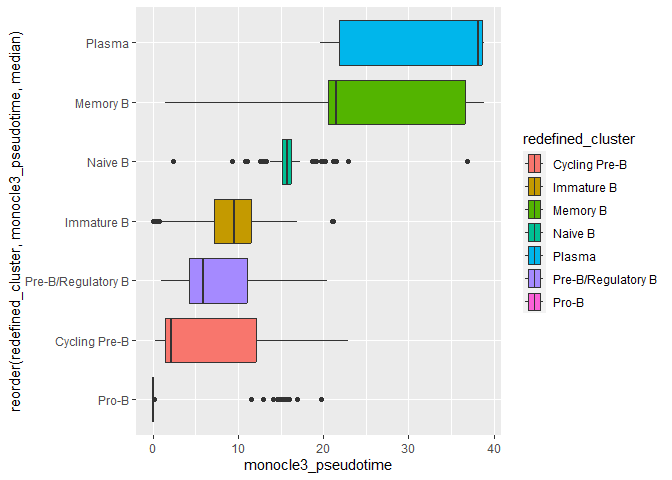 reorder(redefined_cluster, monocle3_pseudotime, median)
Plasma
Memory B
Naive B
Immature B
Pre-B/Regulatory B
Cycling Pre-B
Pro-B
0 10 20 30 40
monocle3_pseudotime
redefined_cluster
Cycling Pre-B
Immature B
Memory B
Naive B
Plasma
Pre-B/Regulatory B
Pro-B